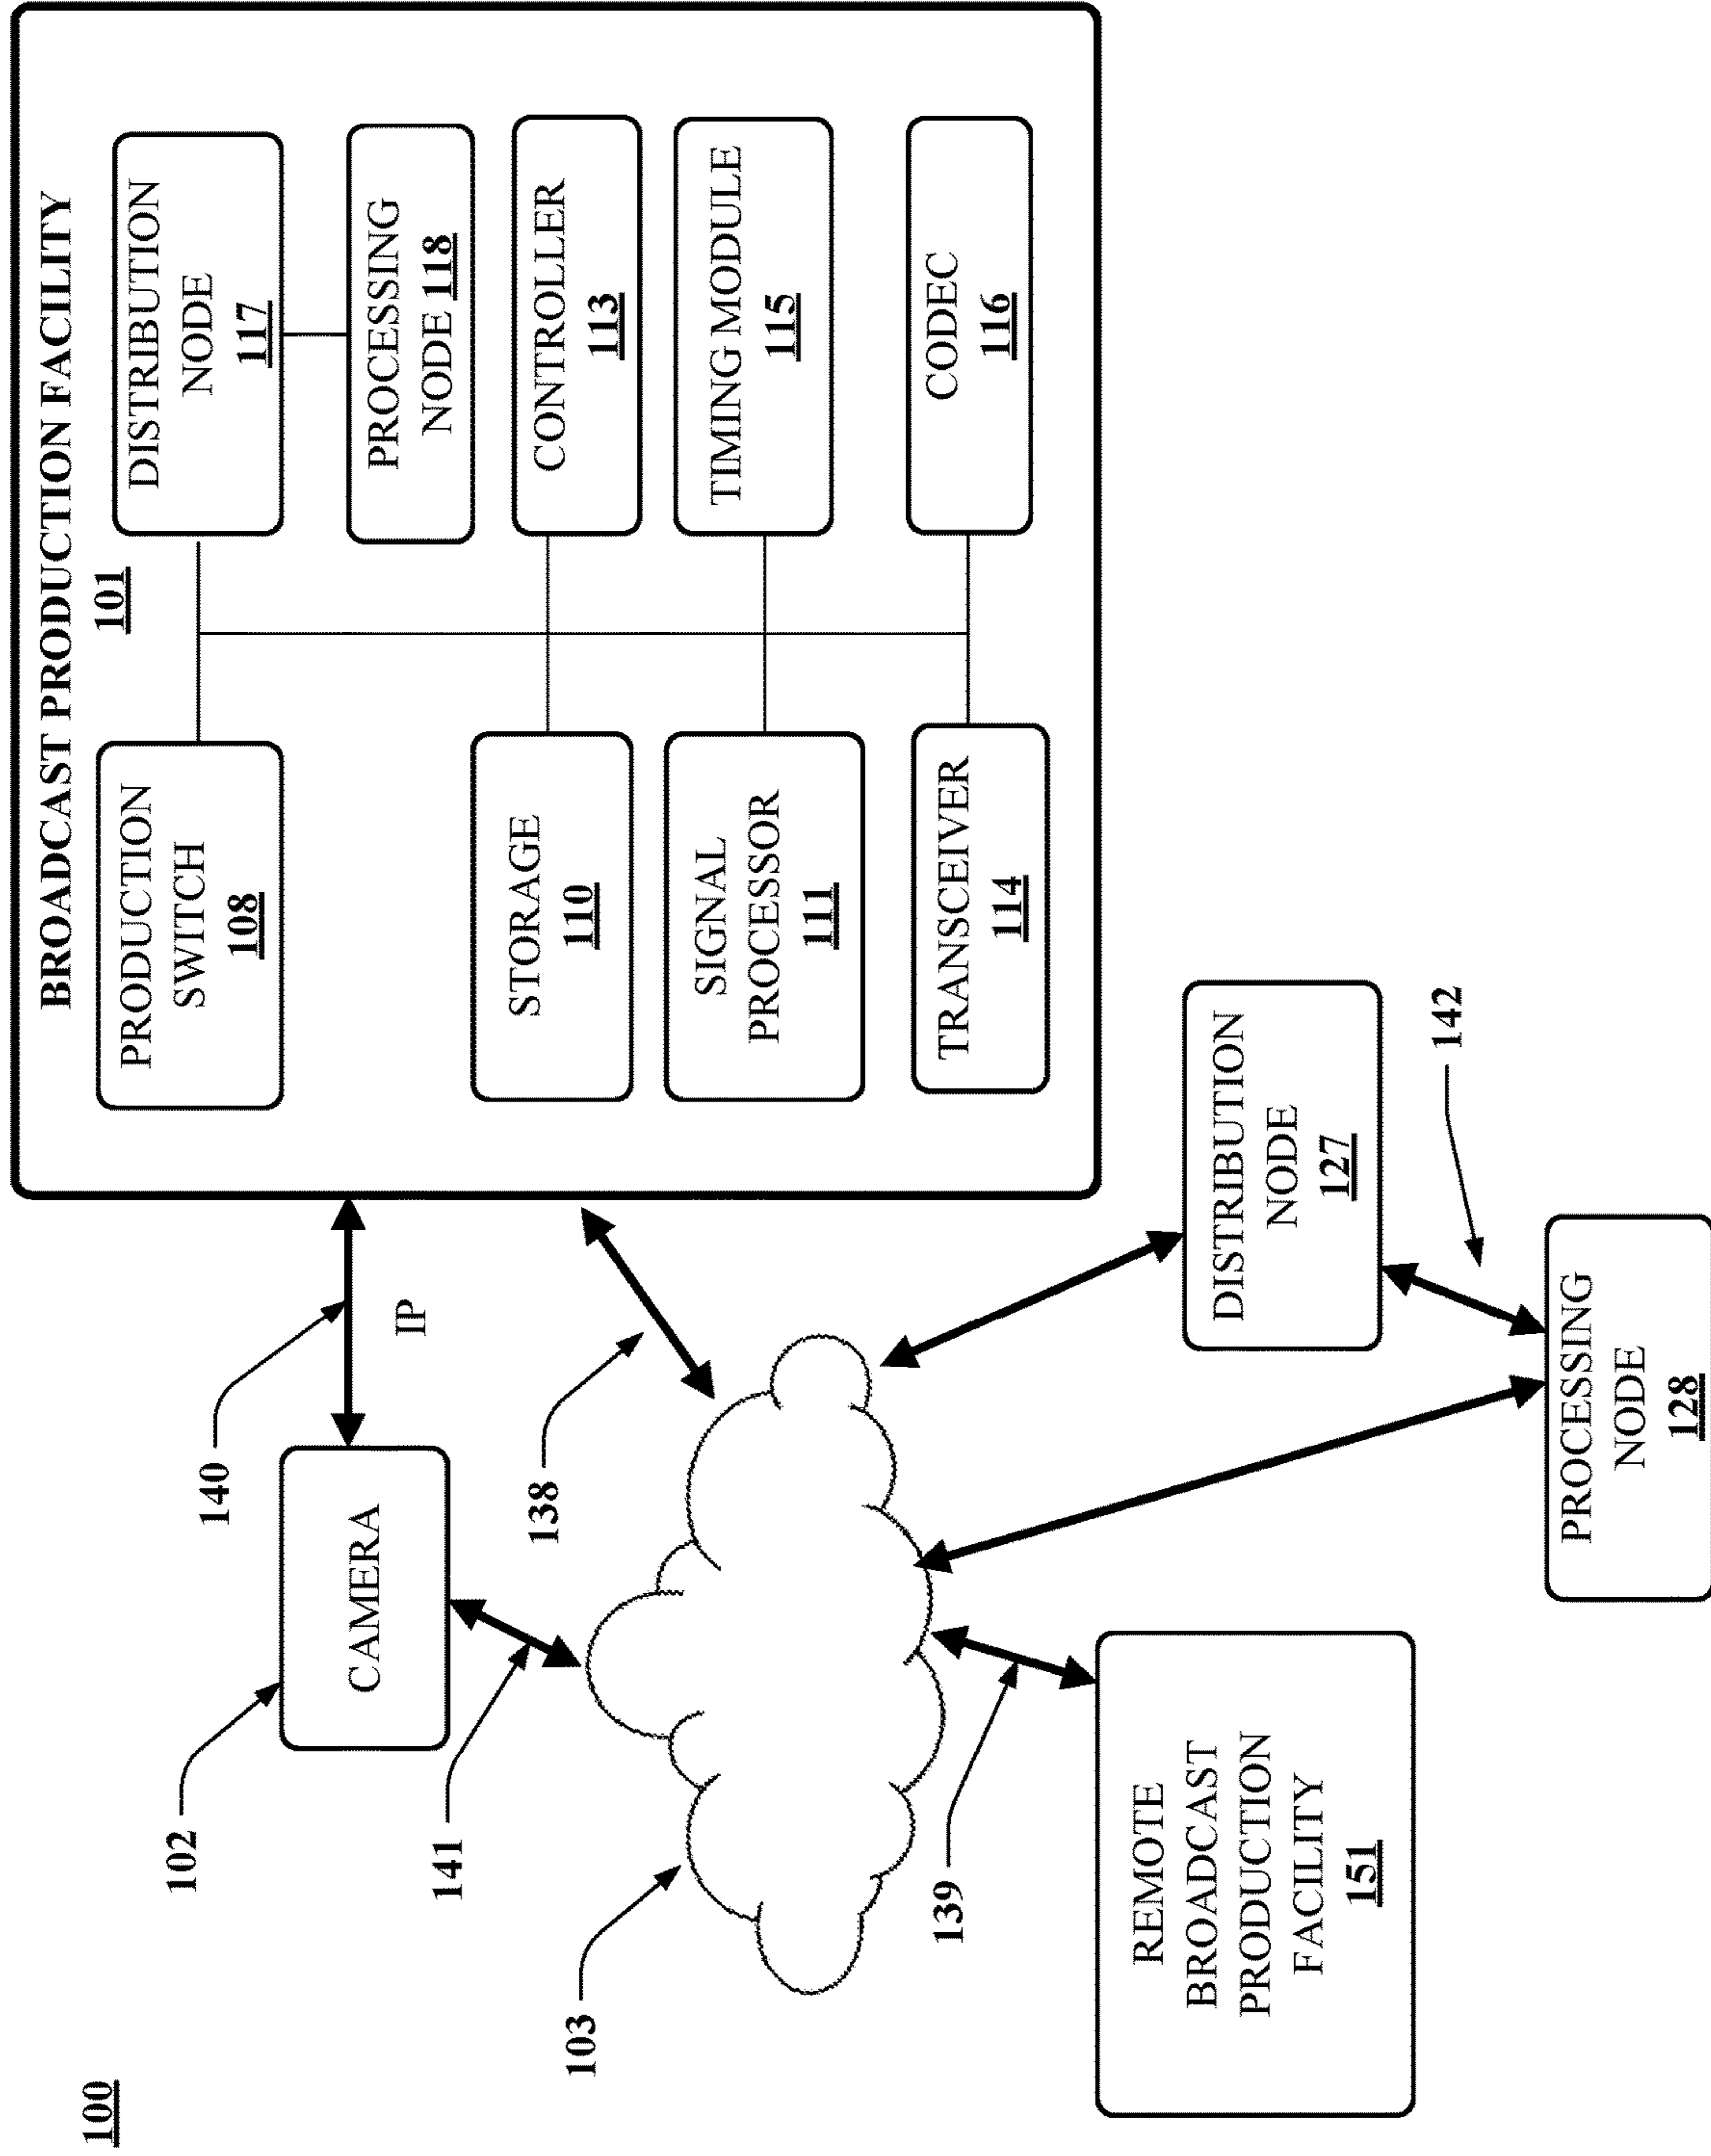 100
102
CAMERA
140
IP
141
138
103
139
REMOTE
BROADCAST
PRODUCTION
FACILITY
151
BROADCAST PRODUCTION FACILITY
101
PRODUCTION
SWITCH
108
DISTRIBUTION
NODE
117
PROCESSING
NODE 118
STORAGE
110
CONTROLLER
113
SIGNAL
PROCESSOR
111
TIMING MODULE
115
TRANSCEIVER
114
CODEC
116
DISTRIBUTION
NODE
127
142
PROCESSING
NODE
128